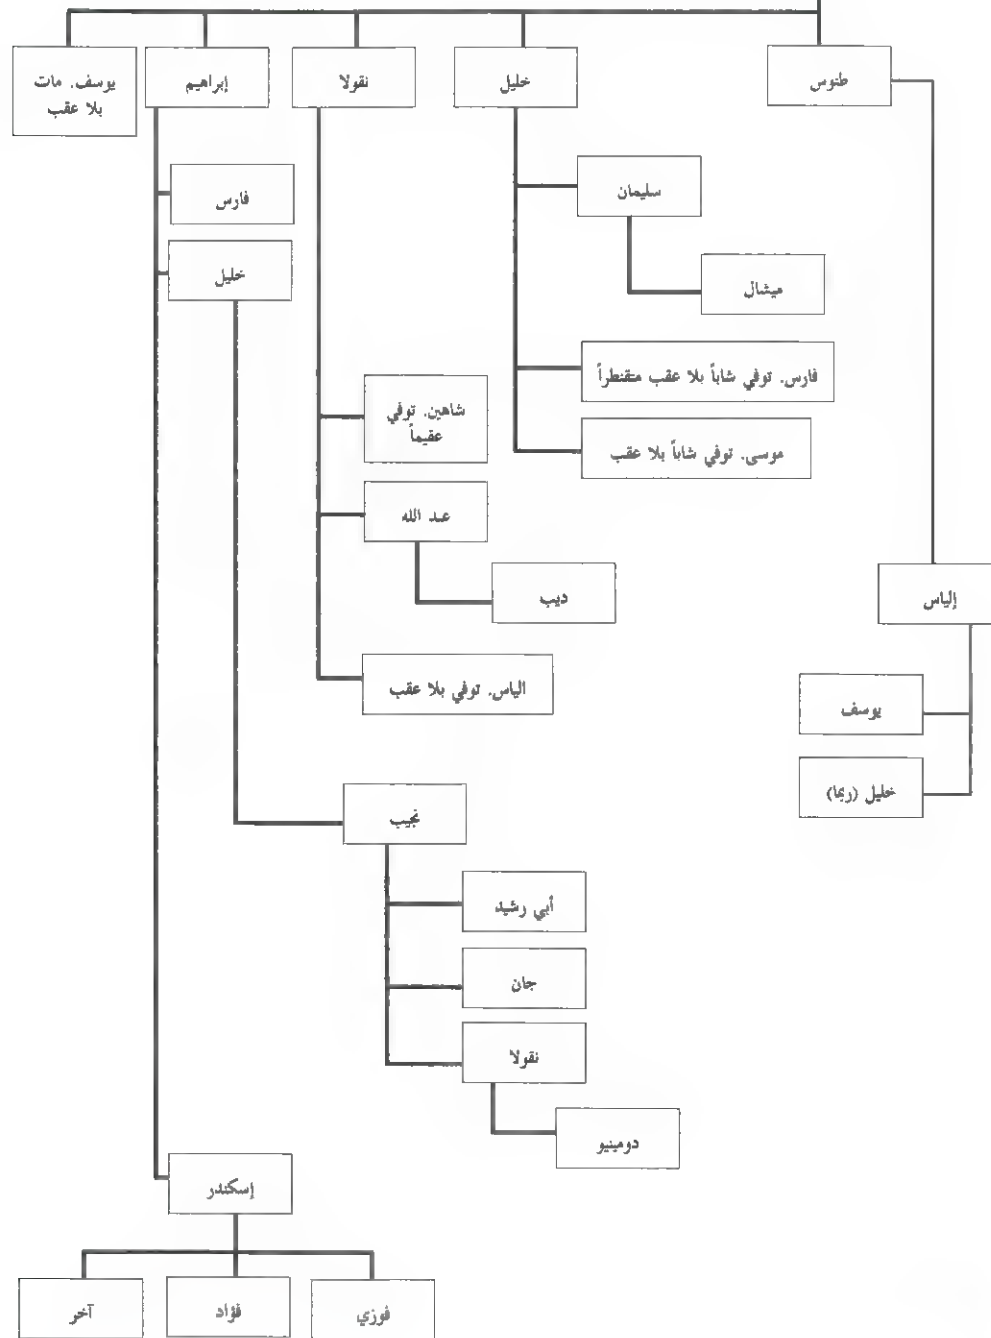 طنوس
خليل
نقولا
إبراهيم
يوسف. مات
بلا عقب
سليمان
فارس
خليل
ميشال
فارس. توفي شاباً بلا عقب متقنطراً
شاهين. توفي
عقيماً
موسى. توفي شاباً بلا عقب
عبد الله
إلياس
ديب
الياس. توفي بلا عقب
يوسف
خليل (ربما)
نجيب
أبي رشيد
جان
نقولا
دومينيو
إسكندر
فوزي
فؤاد
آخر